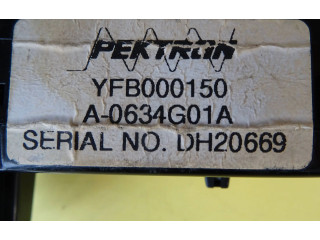 PEKTRON
YFB000150
A-0634G01A
SERIAL NO. DH20669